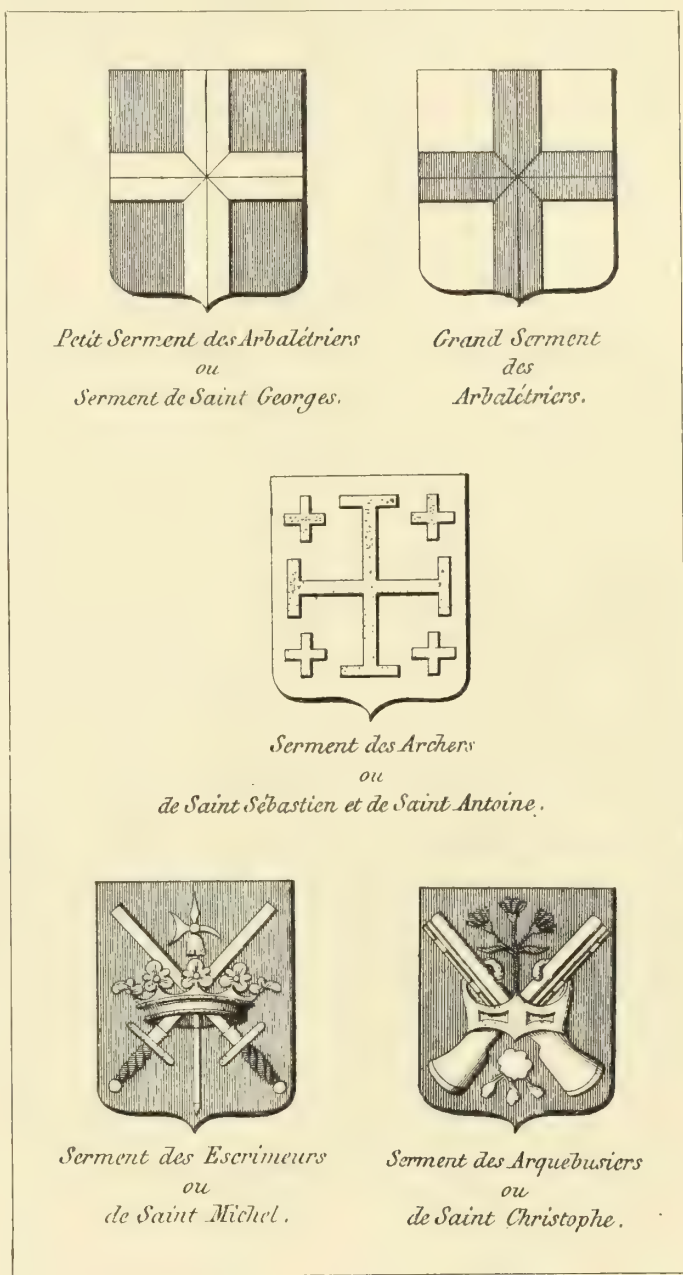 Petit Serment des Arbalétriers
ou
Serment de Saint Georges.
Grand Serment
des
Arbalétriers.
Serment des Archers
ou
de Saint Sébastien et de Saint Antoine.
Serment des Escrimeurs
ou
de Saint Michel.
Serment des Arquebusiers
ou
de Saint Christophe.